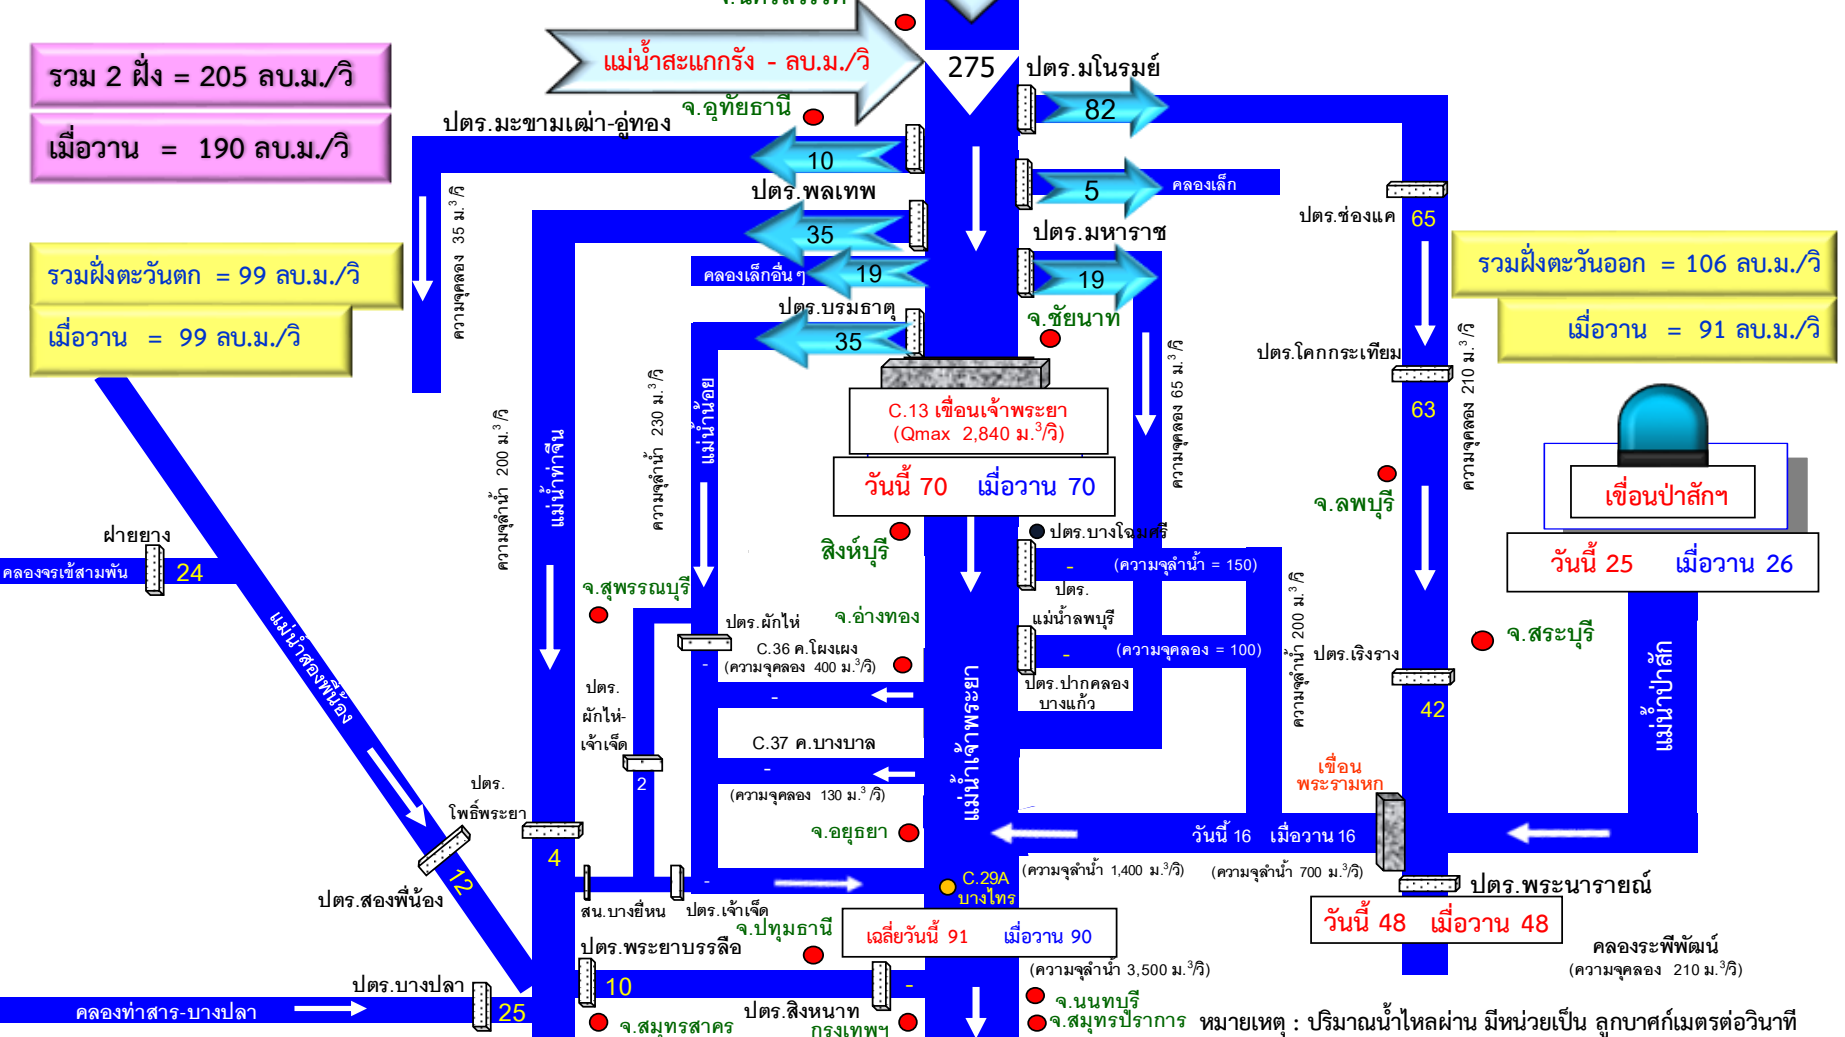 จ.นครสวรรค์
รวม 2 ฝั่ง = 205 ลบ.ม./วิ
เมื่อวาน = 190 ลบ.ม./วิ
แม่น้ำสะแกกรัง - ลบ.ม./วิ
275
ปตร.มโนรมย์
82
จ.อุทัยธานี
ปตร.มะขามเฒ่า-อู่ทอง
10
5
คลองเล็ก
ปตร.พลเทพ
35
ปตร.มหาราช
19
คลองเล็กอื่น ๆ
19
ปตร.ช่องแค
65
ความจุคลอง 35 ม.3/วิ
รวมฝั่งตะวันตก = 99 ลบ.ม./วิ
เมื่อวาน = 99 ลบ.ม./วิ
รวมฝั่งตะวันออก = 106 ลบ.ม./วิ
เมื่อวาน = 91 ลบ.ม./วิ
ปตร.บรมธาตุ
35
จ.ชัยนาท
ปตร.โคกกระเทียม
63
ความจุคลอง 210 ม.3/วิ
ความจุคลอง 65 ม.3/วิ
C.13 เขื่อนเจ้าพระยา
(Qmax 2,840 ม.3/วิ)
วันนี้ 70 เมื่อวาน 70
แม่น้ำน้อย
ความจุลำน้ำ 230 ม.3/วิ
แม่น้ำท่าจีน
ความจุลำน้ำ 200 ม.3/วิ
จ.ลพบุรี
เขื่อนป่าสักฯ
วันนี้ 25 เมื่อวาน 26
ฝายยาง
คลองจรเข้สามพัน
24
สิงห์บุรี
ปตร.บางโฉมศรี
-
(ความจุลำน้ำ = 150)
จ.สุพรรณบุรี
ปตร.
แม่น้ำลพบุรี
-
(ความจุคลอง = 100)
ความจุลำน้ำ 200 ม.3/วิ
จ.อ่างทอง
ปตร.ผักไห่
-
C.36 ค.โผงเผง
(ความจุคลอง 400 ม.3/วิ)
-
จ.สระบุรี
ปตร.เริงราง
42
แม่น้ำป่าสัก
แม่น้ำสองพี่น้อง
ปตร.ปากคลอง
บางแก้ว
แม่น้ำเจ้าพระยา
ปตร.
ผักไห่-
เจ้าเจ็ด
2
C.37 ค.บางบาล
-
(ความจุคลอง 130 ม.3/วิ)
เขื่อน
พระรามหก
ปตร.
โพธิ์พระยา
4
จ.อยุธยา
วันนี้ 16 เมื่อวาน 16
(ความจุลำน้ำ 1,400 ม.3/วิ)
(ความจุลำน้ำ 700 ม.3/วิ)
12
ปตร.สองพี่น้อง
-
C.29A
บางไทร
ปตร.พระนารายณ์
วันนี้ 48 เมื่อวาน 48
สน.บางยี่หน
ปตร.เจ้าเจ็ด
จ.ปทุมธานี
เฉลี่ยวันนี้ 91 เมื่อวาน 90
คลองระพีพัฒน์
(ความจุคลอง 210 ม.3/วิ)
ปตร.พระยาบรรลือ
10
-
(ความจุลำน้ำ 3,500 ม.3/วิ)
ปตร.บางปลา
คลองท่าสาร-บางปลา
25
ปตร.สิงหนาท
จ.นนทบุรี
จ.สมุทรสาคร
กรุงเทพฯ
จ.สมุทรปราการ
หมายเหตุ : ปริมาณน้ำไหลผ่าน มีหน่วยเป็น ลูกบาศก์เมตรต่อวินาที